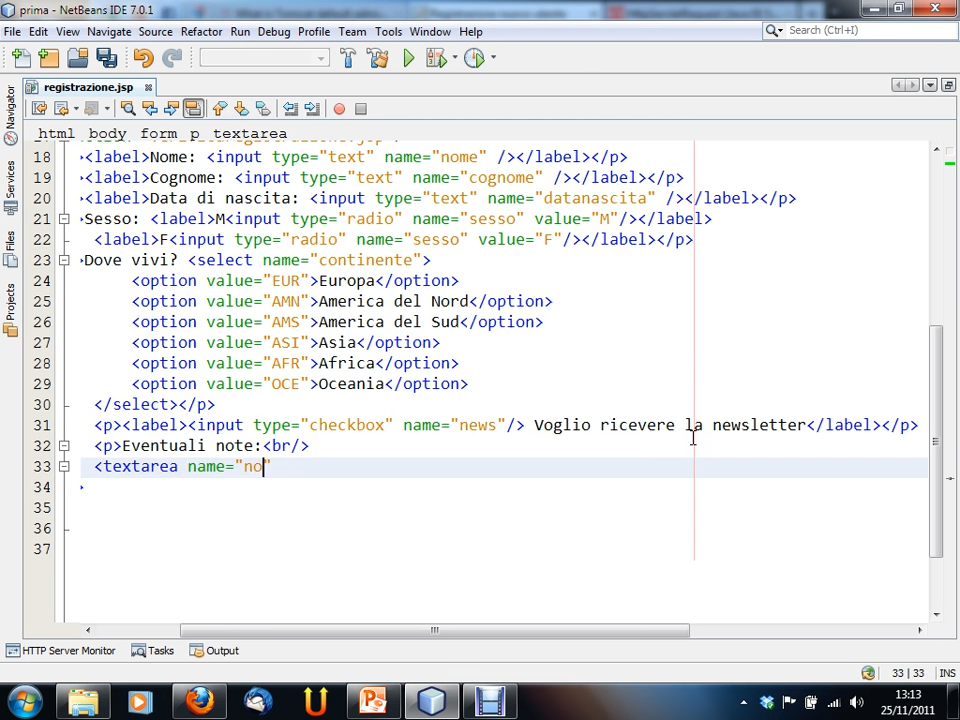 prima - NetBeans IDE 7.0.1
File Edit View Navigate Source Refactor Run Debug Profile Team Tools Window Help
Search (Ctrl+I)
registrazione.jsp
html body form p textarea
Navigator
Services
Files
Projects
18 <label>Nome: <input type="text" name="nome" /></label></p>
19 <label>Cognome: <input type="text" name="cognome" /></label></p>
20 <label>Data di nascita: <input type="text" name="datanascita" /></label></p>
21 Sesso: <label>M<input type="radio" name="sesso" value="M"/></label>
22 <label>F<input type="radio" name="sesso" value="F"/></label></p>
23 Dove vivi? <select name="continente">
24 <option value="EUR">Europa</option>
25 <option value="AMN">America del Nord</option>
26 <option value="AMS">America del Sud</option>
27 <option value="ASI">Asia</option>
28 <option value="AFR">Africa</option>
29 <option value="OCE">Oceania</option>
30 </select></p>
31 <p><label><input type="checkbox" name="news"/> Voglio ricevere la newsletter</label></p>
32 <p>Eventuali note:<br/>
33 <textarea name="no"
34
35
36
37
HTTP Server Monitor Tasks Output
33 | 33 INS
13:13
25/11/2011